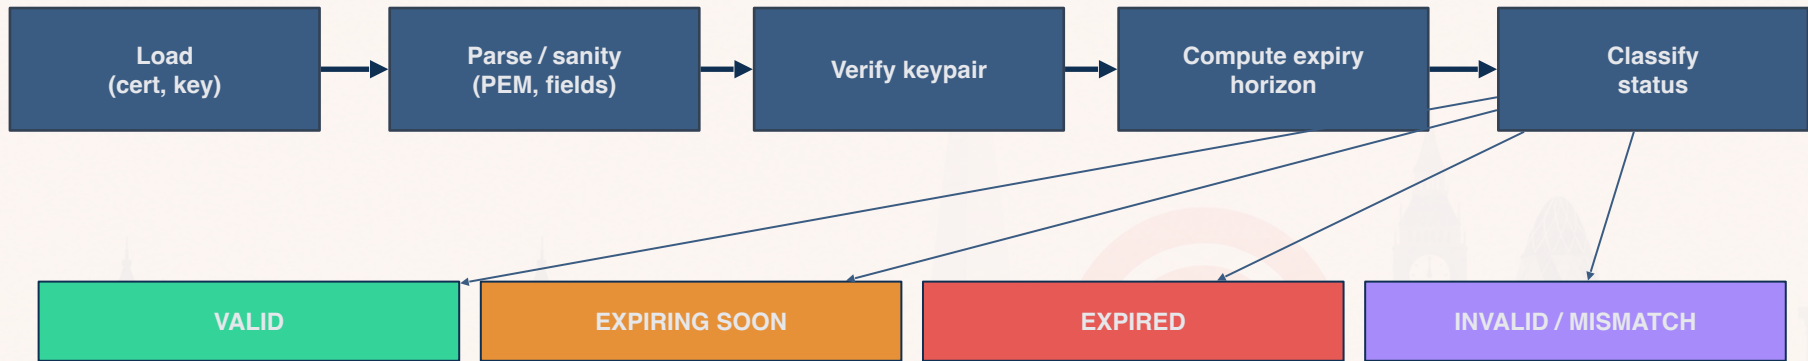 Load
(cert, key)
Parse / sanity
(PEM, fields)
Verify keypair
Compute expiry
horizon
Classify
status
VALID
EXPIRING SOON
EXPIRED
INVALID / MISMATCH